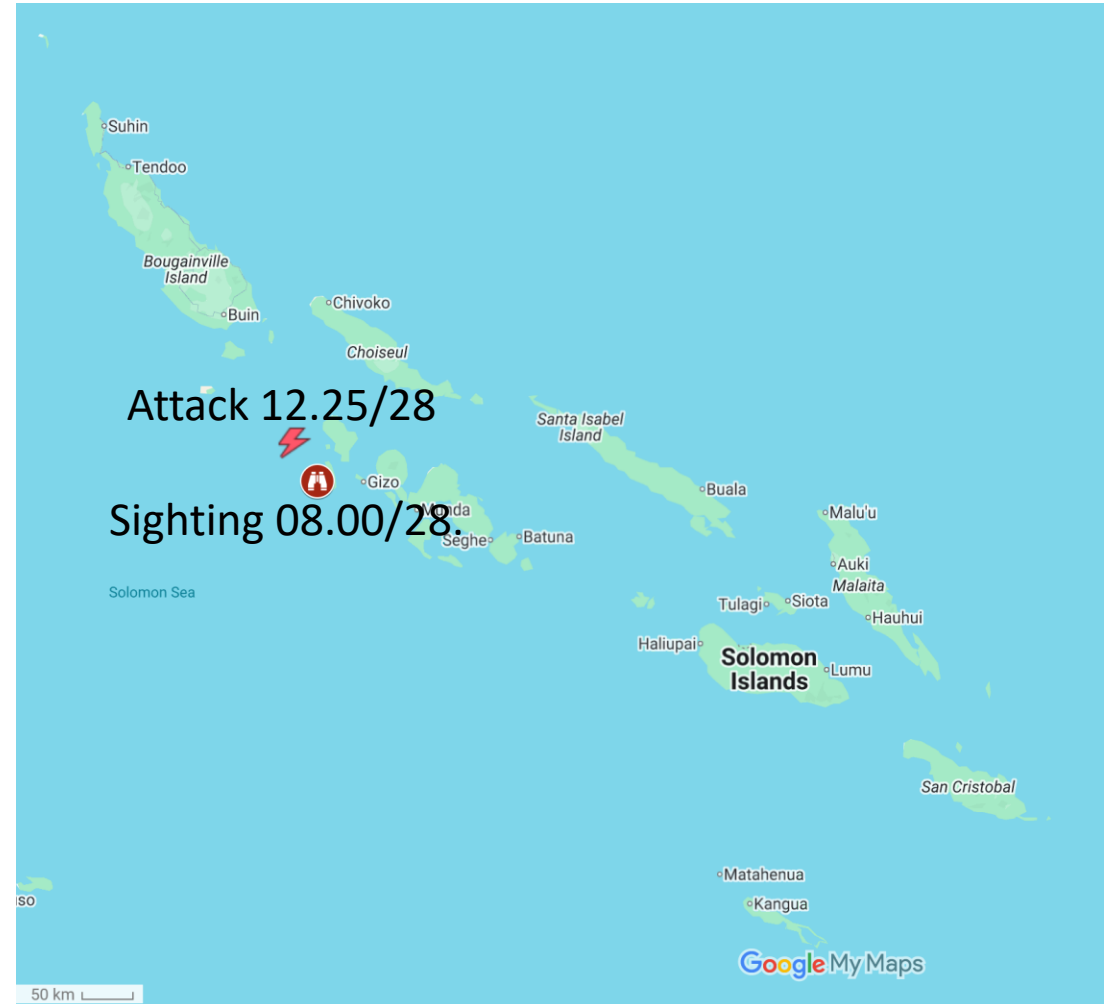 Suhin
Tendoo
Bougainville
Island
Buin
Chivoko
Choiseul
Attack 12.25/28
Santa Isabel
Island
Gizo
Buala
Munda
Sighting 08.00/28.
Malu'u
Seghe
Batuna
Auki
Malaita
Solomon Sea
Tulagi
Siota
Hauhui
Haliupai
Solomon
Islands
Lumu
San Cristobal
Matahenua
iso
Kangua
Google My Maps
50 km